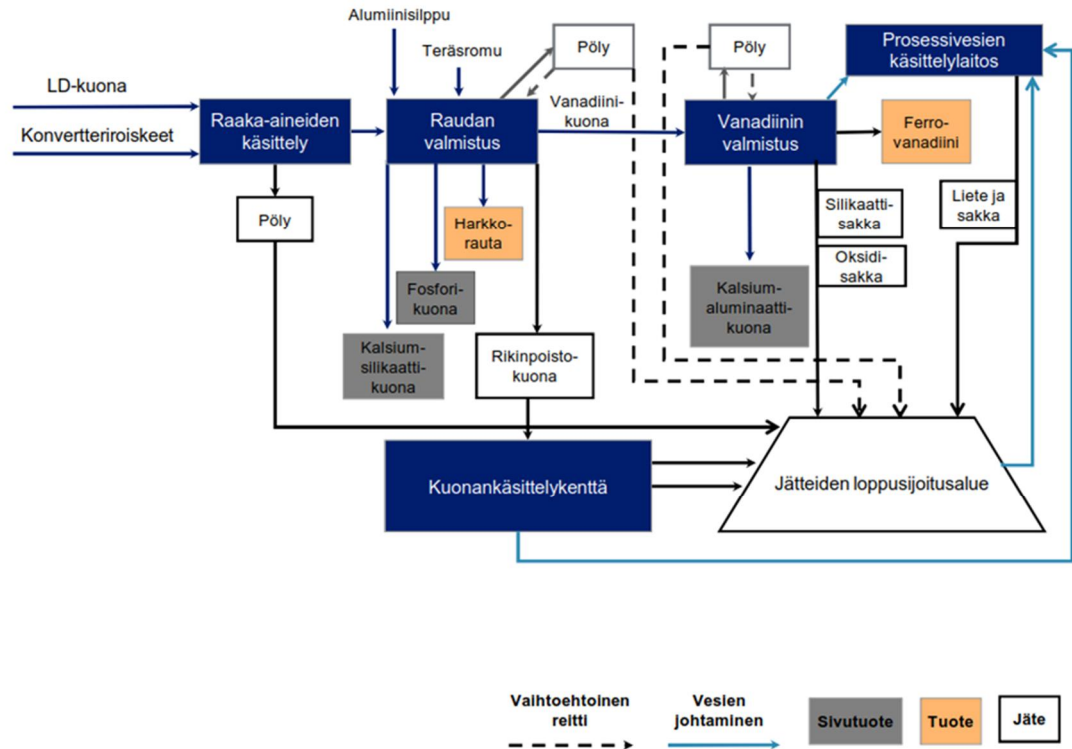 Alumiinisilppu
Teräsromu
Pöly
Pöly
Prosessivesien
käsittelylaitos
LD-kuona
Konvertteriroiskeet
Raaka-aineiden
käsittely
Raudan
valmistus
Vanadiini-
kuona
Vanadiinin
valmistus
Ferro-
vanadiini
Pöly
Harkko-
rauta
Silikaatti-
sakka
Liete ja
sakka
Oksidi-
sakka
Fosfori-
kuona
Kalsium-
aluminaatti-
kuona
Kalsium-
silikaatti-
kuona
Rikinpoisto-
kuona
Kuonankäsittelykenttä
Jätteiden loppusijoitusalue
Vaihtoehtoinen
reitti
Vesien
johtaminen
Sivutuote
Tuote
Jäte